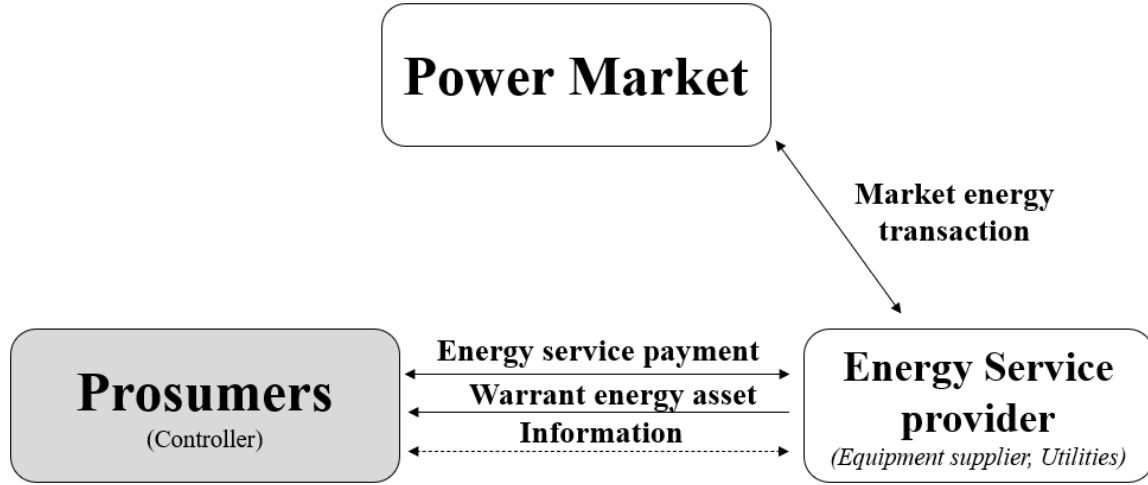 Power Market
Market energy
transaction
Energy service payment
Warrant energy asset
Information
Prosumers
(Controller)
Energy Service
provider
(Equipment supplier, Utilities)